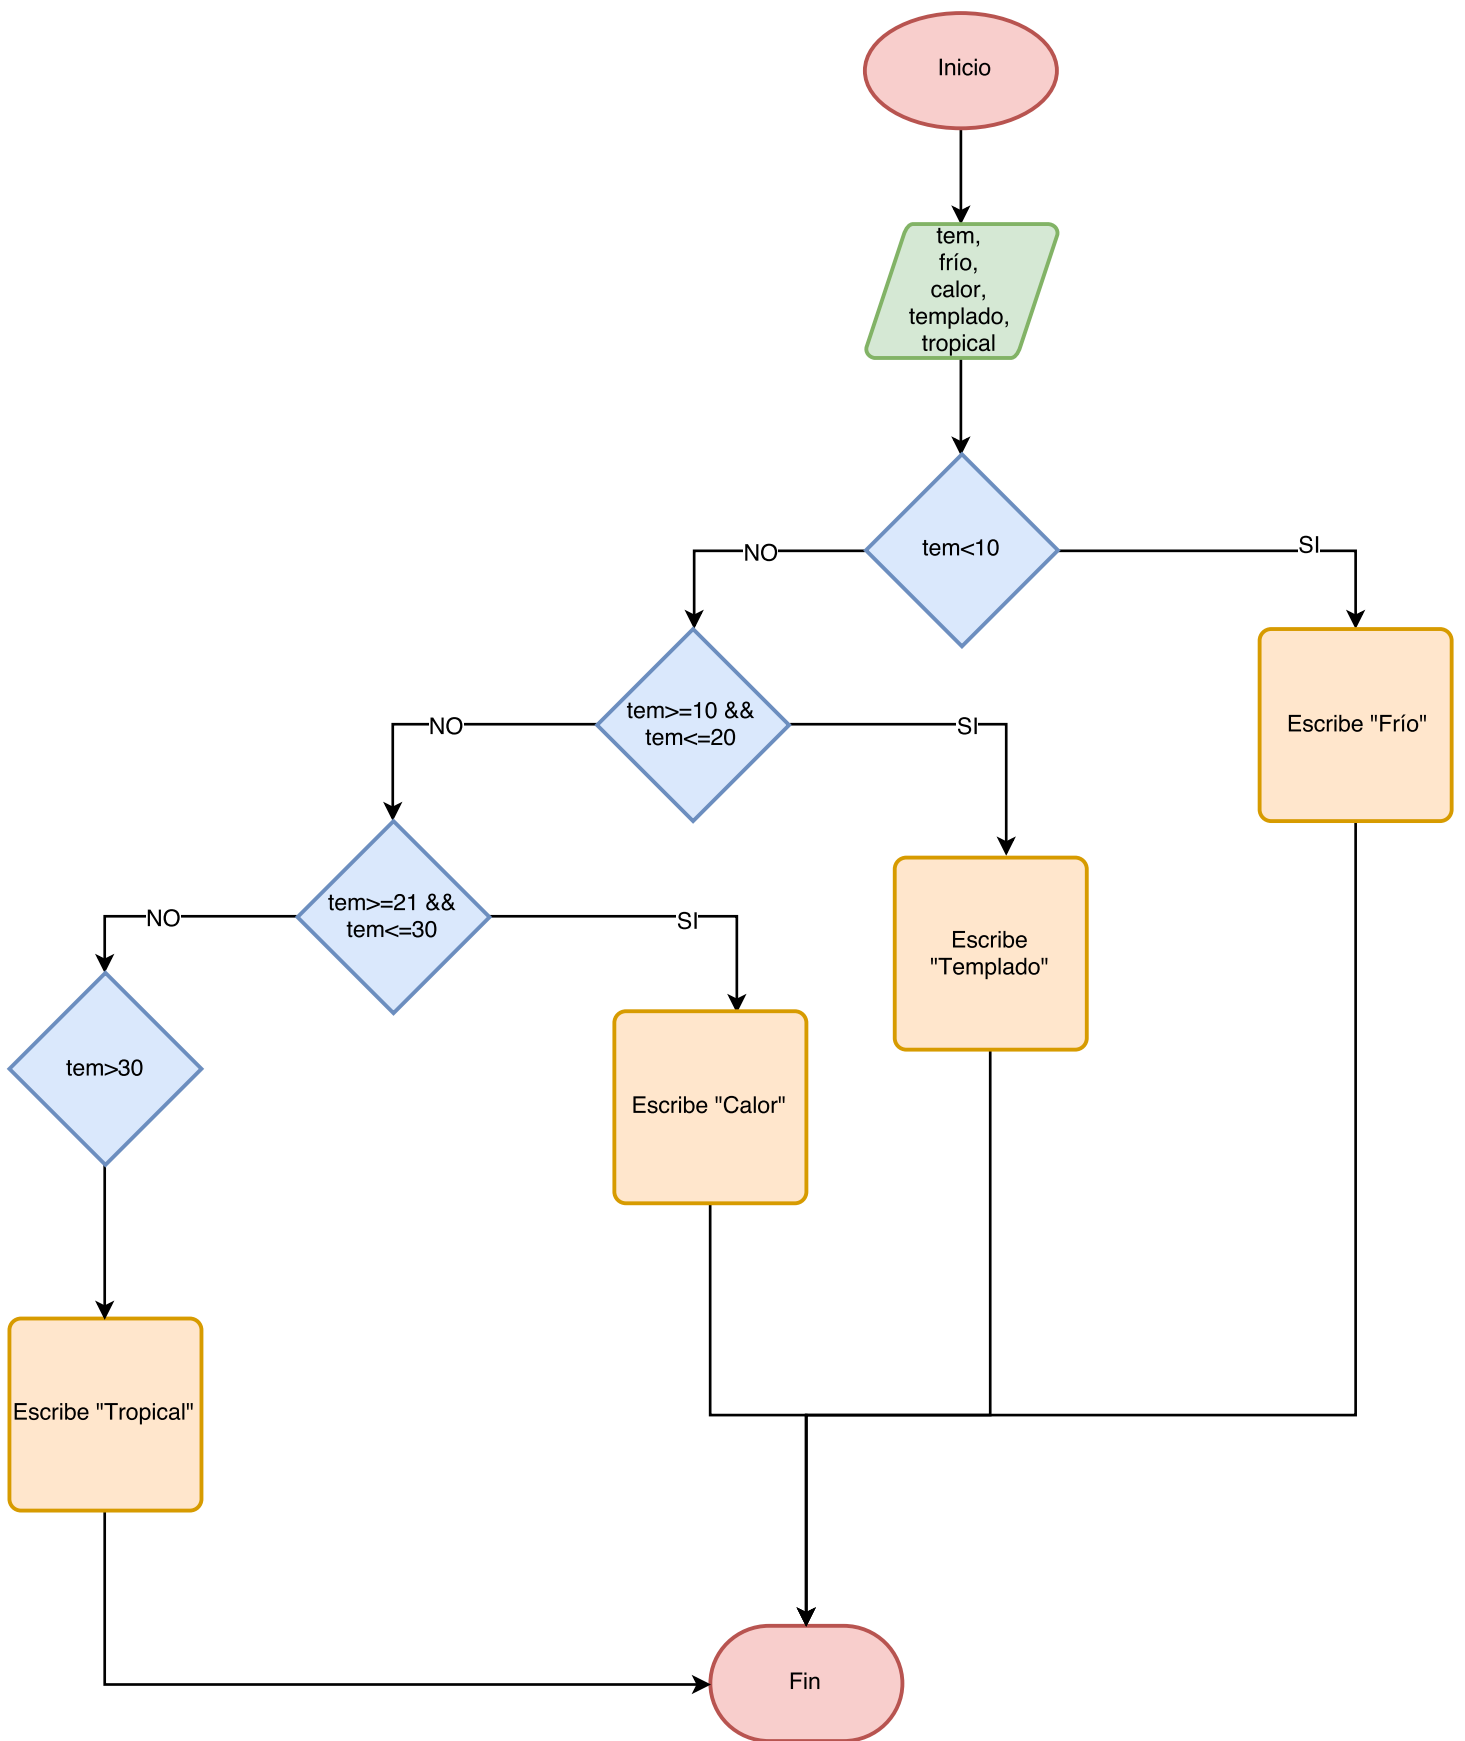 Inicio
tem,
frío,
calor,
templado,
tropical
tem<10
NO
SI
tem>=10 &&
tem<=20
Escribe "Frío"
NO
SI
tem>=21 &&
tem<=30
Escribe
"Templado"
NO
SI
tem>30
Escribe "Calor"
Escribe "Tropical"
Fin